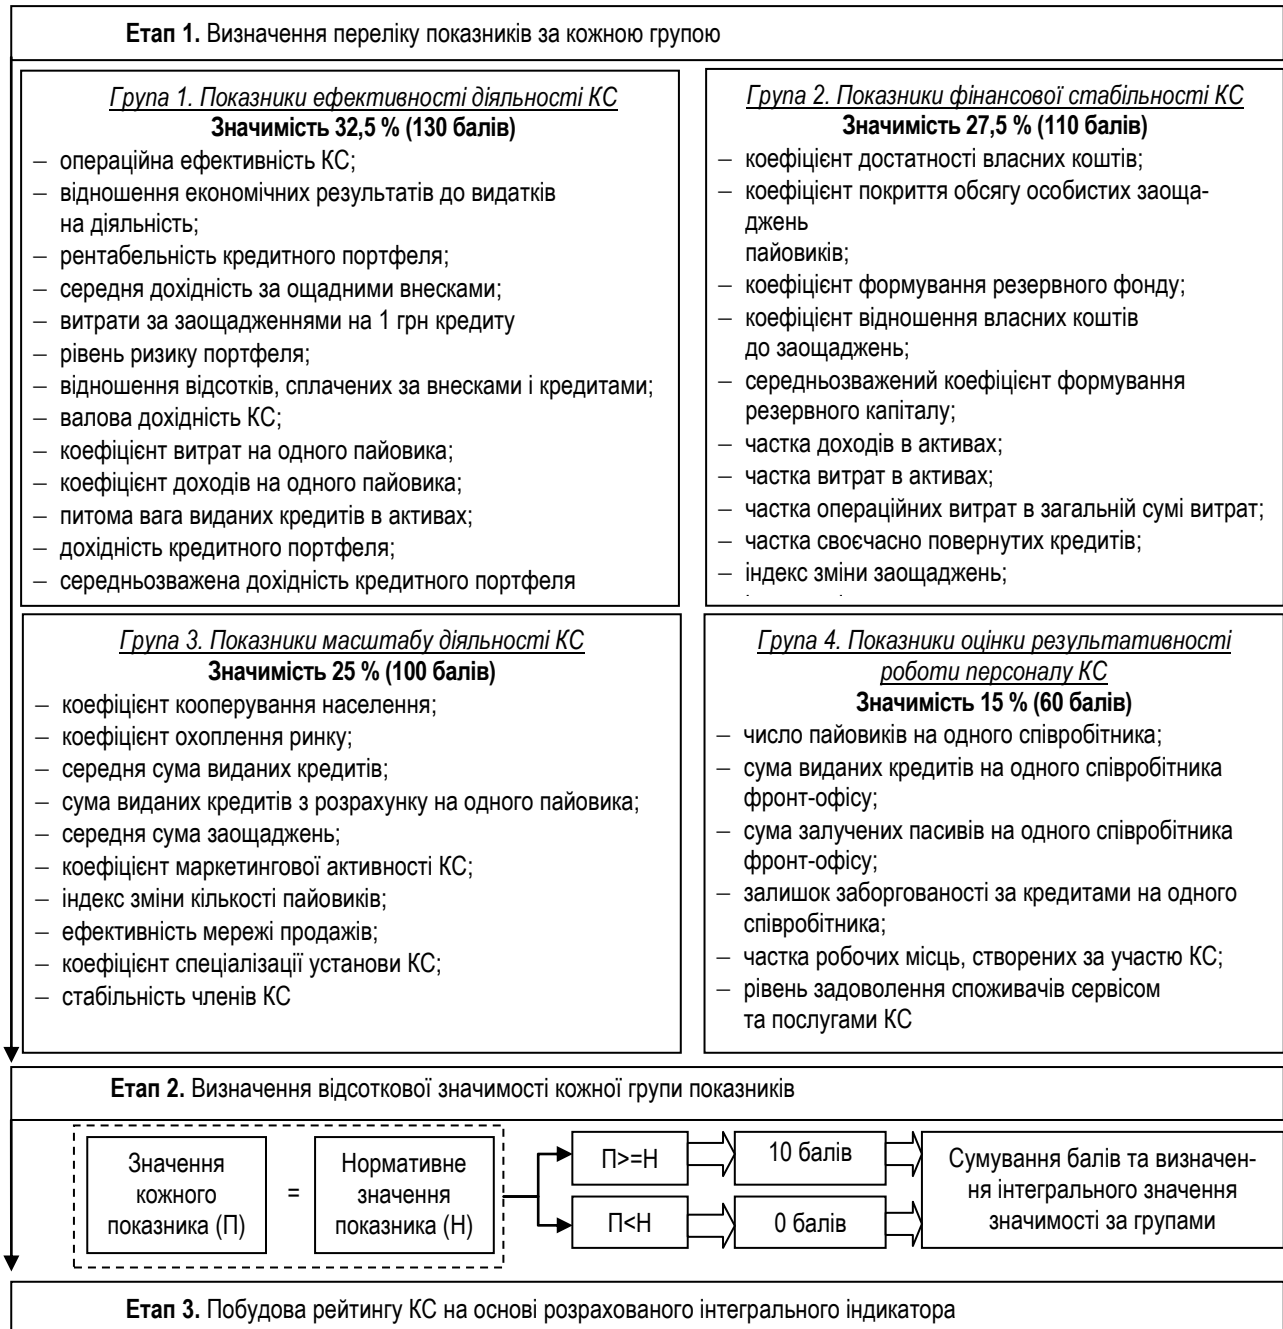 Етап 1. Визначення переліку показників за кожною групою
Група 1. Показники ефективності діяльності КС
Значимість 32,5 % (130 балів)
– операційна ефективність КС;
– відношення економічних результатів до видатків
на діяльність;
– рентабельність кредитного портфеля;
– середня дохідність за ощадними внесками;
– витрати за заощадженнями на 1 грн кредиту
– рівень ризику портфеля;
– відношення відсотків, сплачених за внесками і кредитами;
– валова дохідність КС;
– коефіцієнт витрат на одного пайовика;
– коефіцієнт доходів на одного пайовика;
– питома вага виданих кредитів в активах;
– дохідність кредитного портфеля;
– середньозважена дохідність кредитного портфеля
Група 2. Показники фінансової стабільності КС
Значимість 27,5 % (110 балів)
– коефіцієнт достатності власних коштів;
– коефіцієнт покриття обсягу особистих заоща-
джень
пайовиків;
– коефіцієнт формування резервного фонду;
– коефіцієнт відношення власних коштів
до заощаджень;
– середньозважений коефіцієнт формування
резервного капіталу;
– частка доходів в активах;
– частка витрат в активах;
– частка операційних витрат в загальній сумі витрат;
– частка своєчасно повернутих кредитів;
– індекс зміни заощаджень;
Група 3. Показники масштабу діяльності КС
Значимість 25 % (100 балів)
– коефіцієнт кооперування населення;
– коефіцієнт охоплення ринку;
– середня сума виданих кредитів;
– сума виданих кредитів з розрахунку на одного пайовика;
– середня сума заощаджень;
– коефіцієнт маркетингової активності КС;
– індекс зміни кількості пайовиків;
– ефективність мережі продажів;
– коефіцієнт спеціалізації установи КС;
– стабільність членів КС
Група 4. Показники оцінки результативності
роботи персоналу КС
Значимість 15 % (60 балів)
– число пайовиків на одного співробітника;
– сума виданих кредитів на одного співробітника
фронт-офісу;
– сума залучених пасивів на одного співробітника
фронт-офісу;
– залишок заборгованості за кредитами на одного
співробітника;
– частка робочих місць, створених за участю КС;
– рівень задоволення споживачів сервісом
та послугами КС
Етап 2. Визначення відсоткової значимості кожної групи показників
Значення
кожного
показника (П)
=
Нормативне
значення
показника (Н)
П>=Н
10 балів
П<Н
0 балів
Сумування балів та визначен-
ня інтегрального значення
значимості за групами
Етап 3. Побудова рейтингу КС на основі розрахованого інтегрального індикатора